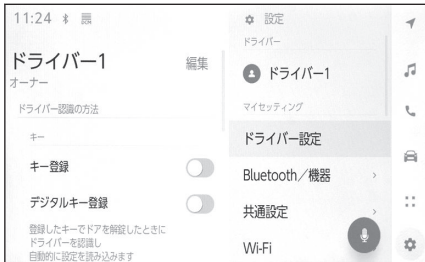 11:24
ドライバー1
編集
オーナー
ドライバー認識の方法
キー
キー登録
デジタルキー登録
登録したキーでドアを解錠したときに
ドライバーを認識し
自動的に設定を読み込みます
設定
ドライバー
ドライバー1
マイセッティング
ドライバー設定
Bluetooth／機器
共通設定
Wi-Fi